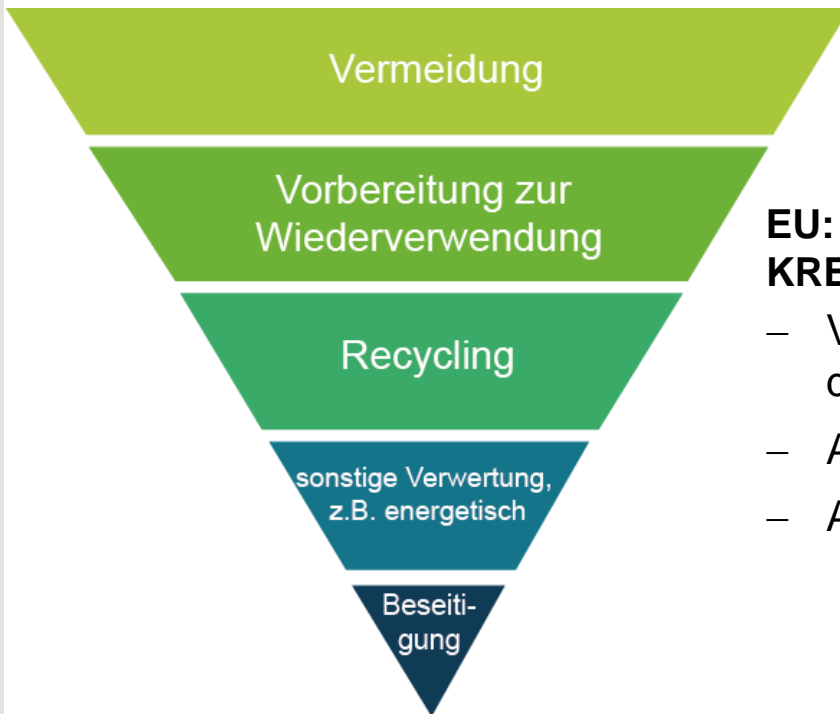 Vermeidung
Vorbereitung zur
Wiederverwendung
Recycling
sonstige Verwertung,
z.B. energetisch
Beseiti-
gung
EU: